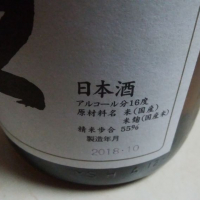 日本酒
アルコール分16度
原材料名 米(国産)
米麹(国産米)
精米歩合 55%
製造年月
2018-10